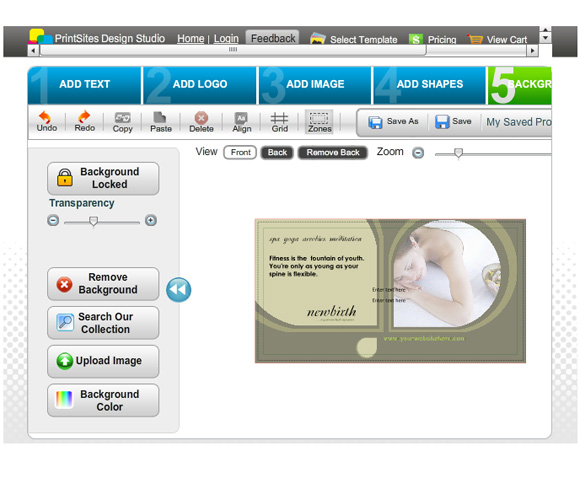 PrintSites Design Studio Home | Login Feedback Select Template Pricing View Cart
1 ADD TEXT 2 ADD LOGO 3 ADD IMAGE 4 ADD SHAPES 5 BACKGR
Undo Redo Copy Paste Delete Align Grid Zones Save As Save My Saved Pro
View Front Back Remove Back Zoom
Background
Locked
Transparency
Remove
Background
Search Our
Collection
Upload Image
Background
Color
spa yoga aerobics meditation
Fitness is the fountain of youth.
You're only as young as your
spine is flexible.
Enter text here
Enter text here
newbirth
www.yourwebsitehere.com